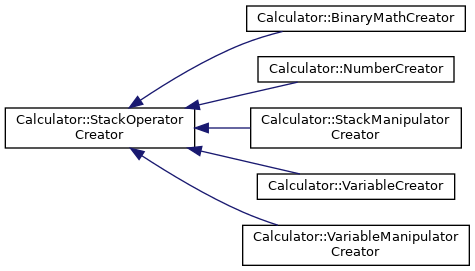 Calculator::BinaryMathCreator
Calculator::NumberCreator
Calculator::StackOperator
Creator
Calculator::StackManipulator
Creator
Calculator::VariableCreator
Calculator::VariableManipulator
Creator